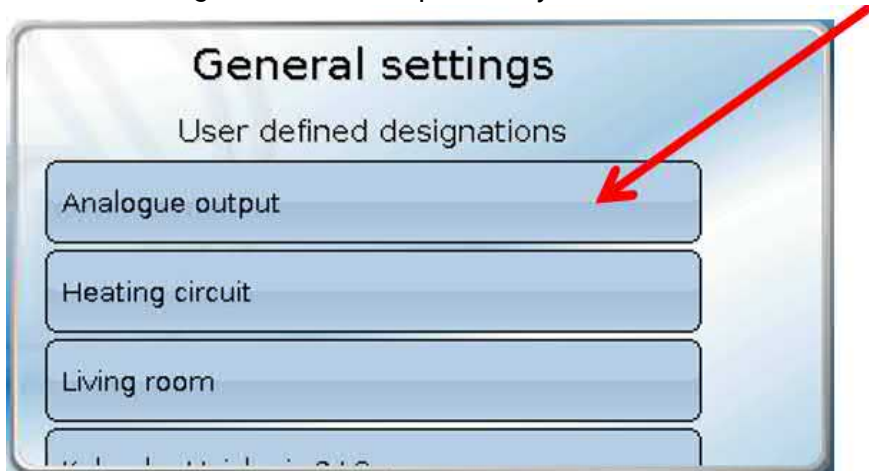 General settings
User defined designations
Analogue output
Heating circuit
Living room